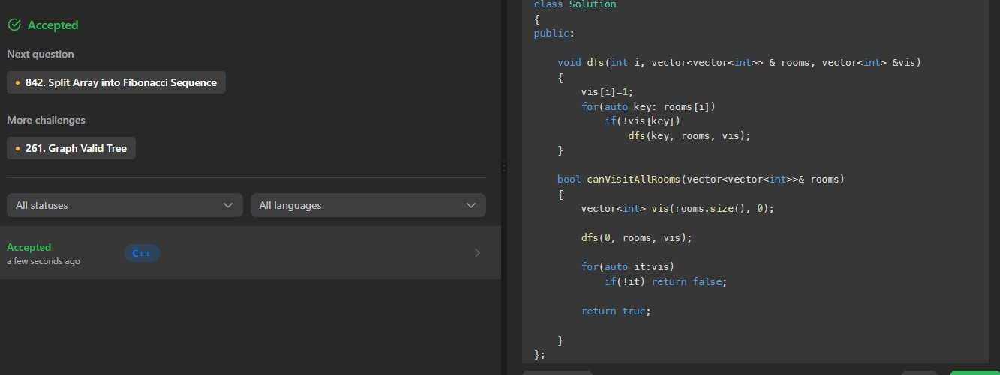 Accepted
Next question
842. Split Array into Fibonacci Sequence
More challenges
261. Graph Valid Tree
All statuses
All languages
Accepted
a few seconds ago
C++
class Solution
{
public:
    void dfs(int i, vector<vector<int>> & rooms, vector<int> &vis)
    {
        vis[i]=1;
        for(auto key: rooms[i])
            if(!vis[key])
                dfs(key, rooms, vis);
    }
    bool canVisitAllRooms(vector<vector<int>>& rooms)
    {
        vector<int> vis(rooms.size(), 0);
        dfs(0, rooms, vis);
        for(auto it:vis)
            if(!it) return false;
        return true;
    }
};